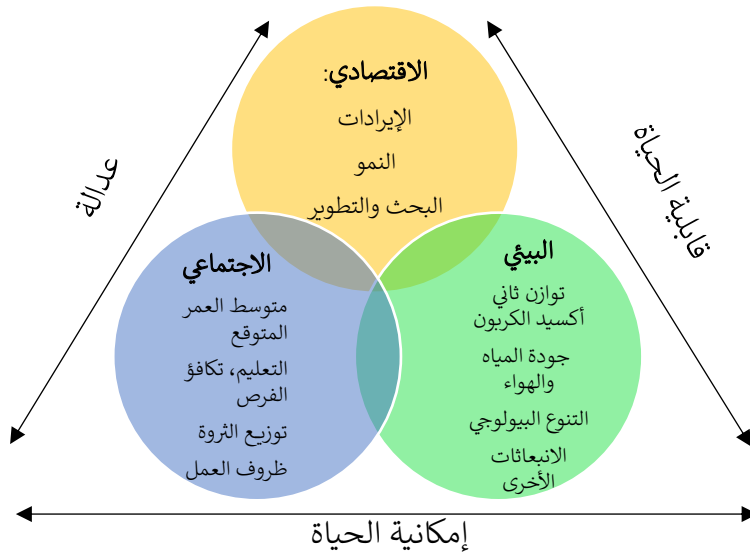 الاقتصادي:
الإيرادات
النمو
البحث والتطوير
عدالة
قابلية الحياة
البيئي
توازن ثاني
أكسيد الكربون
جودة المياه
والهواء
التنوع البيولوجي
الانبعاثات
الأخرى
الاجتماعي
متوسط العمر
المتوقع
التعليم، تكافؤ
الفرص
توزيع الثروة
ظروف العمل
إمكانية الحياة